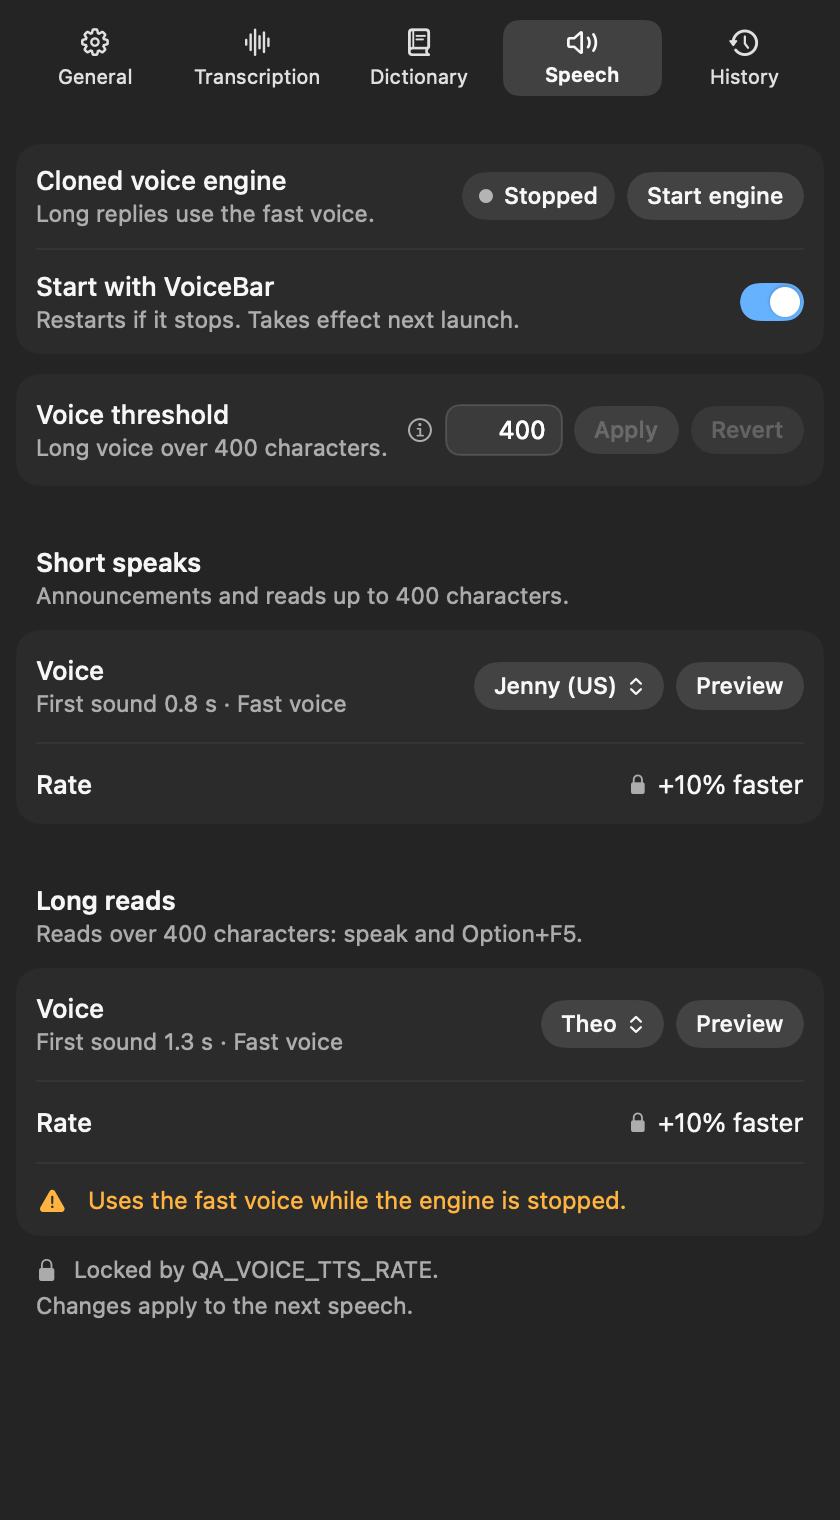 General
Transcription
Dictionary
Speech
History
Cloned voice engine
Long replies use the fast voice.
Stopped
Start engine
Start with VoiceBar
Restarts if it stops. Takes effect next launch.
Voice threshold
Long voice over 400 characters.
400
Apply
Revert
Short speaks
Announcements and reads up to 400 characters.
Voice
First sound 0.8 s · Fast voice
Jenny (US)
Preview
Rate
+10% faster
Long reads
Reads over 400 characters: speak and Option+F5.
Voice
First sound 1.3 s · Fast voice
Theo
Preview
Rate
+10% faster
Uses the fast voice while the engine is stopped.
Locked by QA_VOICE_TTS_RATE.
Changes apply to the next speech.